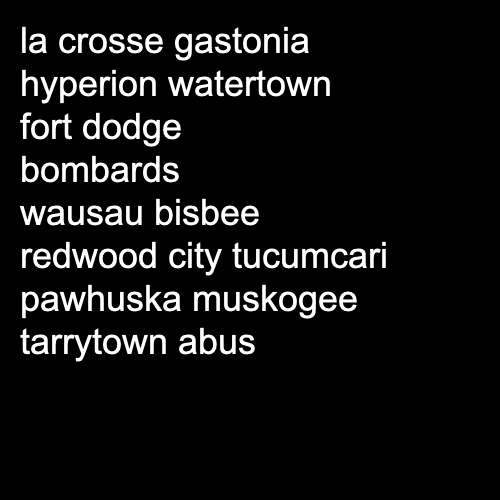 la crosse gastonia
hyperion watertown
fort dodge
bombards
wausau bisbee
redwood city tucumcari
pawhuska muskogee
tarrytown abus